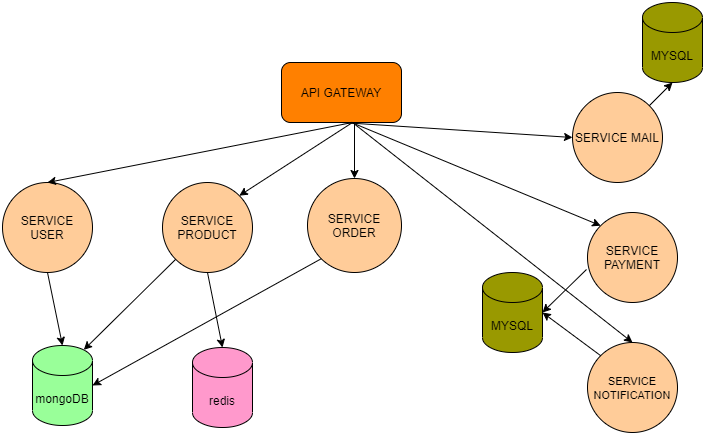 MYSQL
API GATEWAY
SERVICE MAIL
SERVICE
USER
SERVICE
PRODUCT
SERVICE
ORDER
SERVICE
PAYMENT
MYSQL
mongoDB
redis
SERVICE
NOTIFICATION